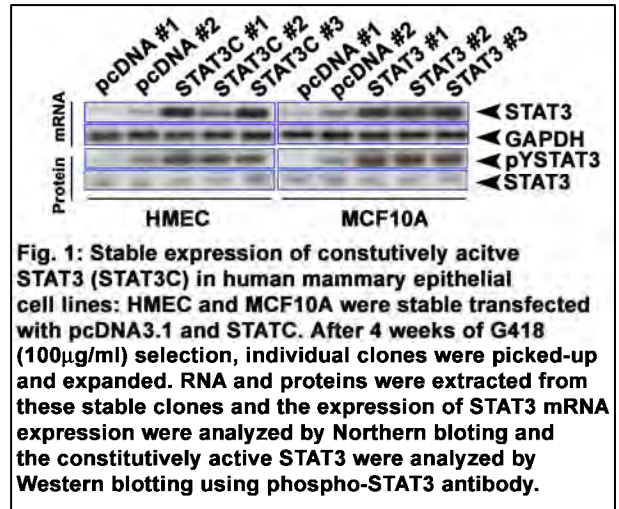 pcDNA #1 pcDNA #2 STAT3C #1 STAT3C #2 STAT3C #3 pcDNA #1 pcDNA #2 STAT3 #1 STAT3 #2 STAT3 #3
mRNA
STAT3
GAPDH
Protein
pYSTAT3
STAT3
HMEC MCF10A
Fig. 1: Stable expression of constutively acitve
STAT3 (STAT3C) in human mammary epithelial
cell lines: HMEC and MCF10A were stable transfected
with pcDNA3.1 and STATC. After 4 weeks of G418
(100µg/ml) selection, individual clones were picked-up
and expanded. RNA and proteins were extracted from
these stable clones and the expression of STAT3 mRNA
expression were analyzed by Northern bloting and
the constitutively active STAT3 were analyzed by
Western blotting using phospho-STAT3 antibody.